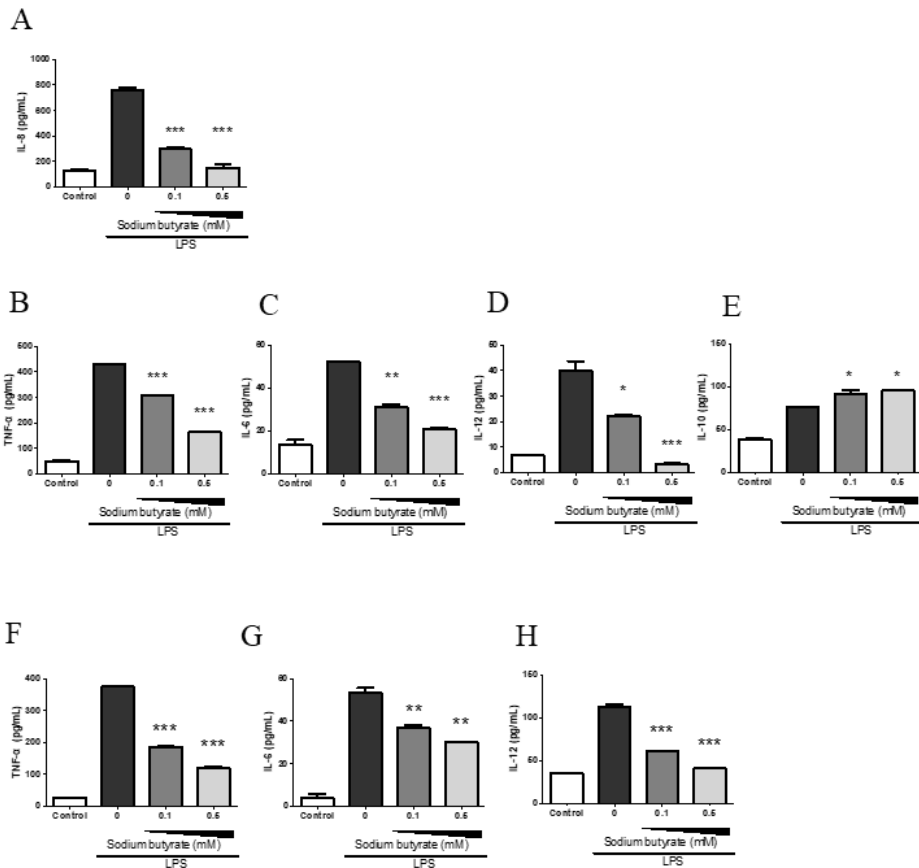 A
1000
800
600
400
200
0
IL-8 (pg/mL)
*** ***
Control 0 0.1 0.5
Sodium butyrate (mM)
LPS
B
500
400
300
200
100
0
TNF-α (pg/mL)
***
***
Control 0 0.1 0.5
Sodium butyrate (mM)
LPS
C
60
40
20
0
IL-6 (pg/mL)
**
***
Control 0 0.1 0.5
Sodium butyrate (mM)
LPS
D
50
40
30
20
10
0
IL-12 (pg/mL)
*
***
Control 0 0.1 0.5
Sodium butyrate (mM)
LPS
E
150
100
50
0
IL-10 (pg/mL)
* *
Control 0 0.1 0.5
Sodium butyrate (mM)
LPS
F
400
300
200
100
0
TNF-α (pg/mL)
***
***
Control 0 0.1 0.5
Sodium butyrate (mM)
LPS
G
60
40
20
0
IL-6 (pg/mL)
** **
Control 0 0.1 0.5
Sodium butyrate (mM)
LPS
H
150
100
50
0
IL-12 (pg/mL)
*** ***
Control 0 0.1 0.5
Sodium butyrate (mM)
LPS